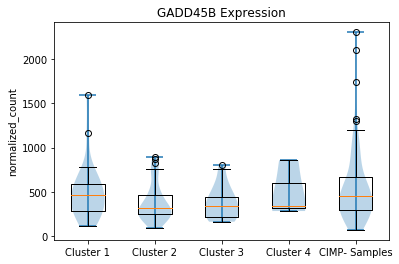 GADD45B Expression
normalized_count
2000
1500
1000
500
0
Cluster 1 Cluster 2 Cluster 3 Cluster 4 CIMP- Samples